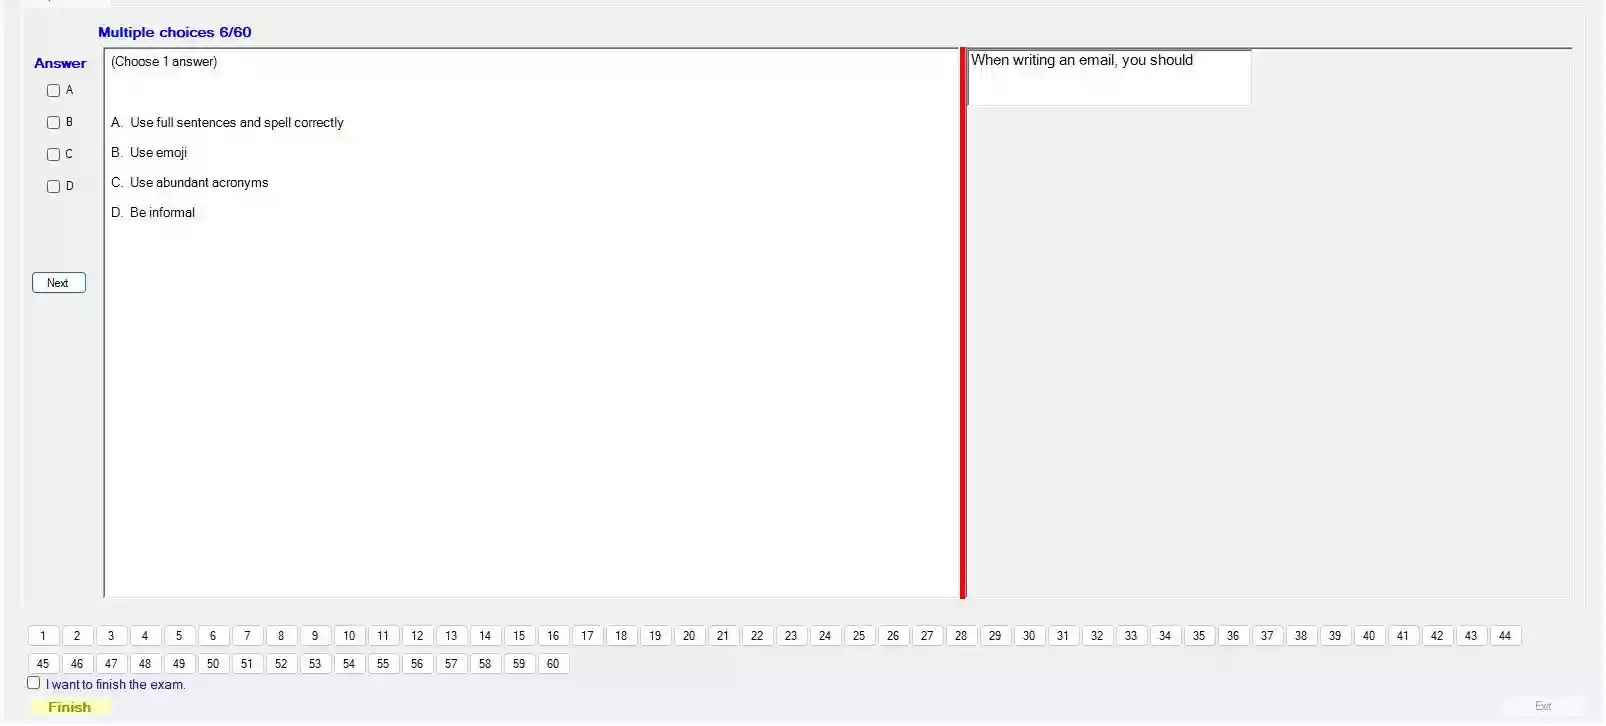 Multiple choices 6/60
Answer
A
B
C
D
Next
(Choose 1 answer)
A. Use full sentences and spell correctly
B. Use emoji
C. Use abundant acronyms
D. Be informal
When writing an email, you should
1 2 3 4 5 6 7 8 9 10 11 12 13 14 15 16 17 18 19 20 21 22 23 24 25 26 27 28 29 30 31 32 33 34 35 36 37 38 39 40 41 42 43 44
45 46 47 48 49 50 51 52 53 54 55 56 57 58 59 60
I want to finish the exam.
Finish
Exit